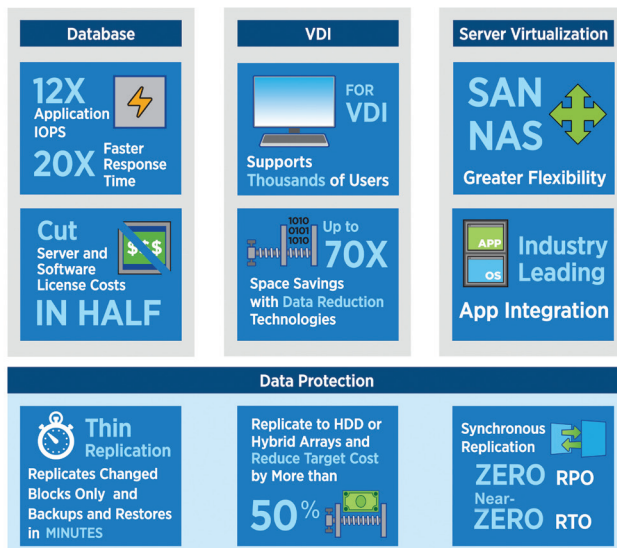 Database
12X
Application
IOPS
20X Faster
Response
Time
Cut
Server and
Software
License Costs
IN HALF
$$$
VDI
FOR
VDI
Supports
Thousands of Users
1010
0101
1010
Up to
70X
Space Savings
with Data Reduction
Technologies
Server Virtualization
SAN
NAS
Greater Flexibility
APP
OS
Industry
Leading
App Integration
Data Protection
Thin
Replication
Replicates Changed
Blocks Only and
Backups and Restores
in MINUTES
Replicate to HDD or
Hybrid Arrays and
Reduce Target Cost
by More than
50%
Synchronous
Replication
ZERO RPO
Near-
ZERO RTO